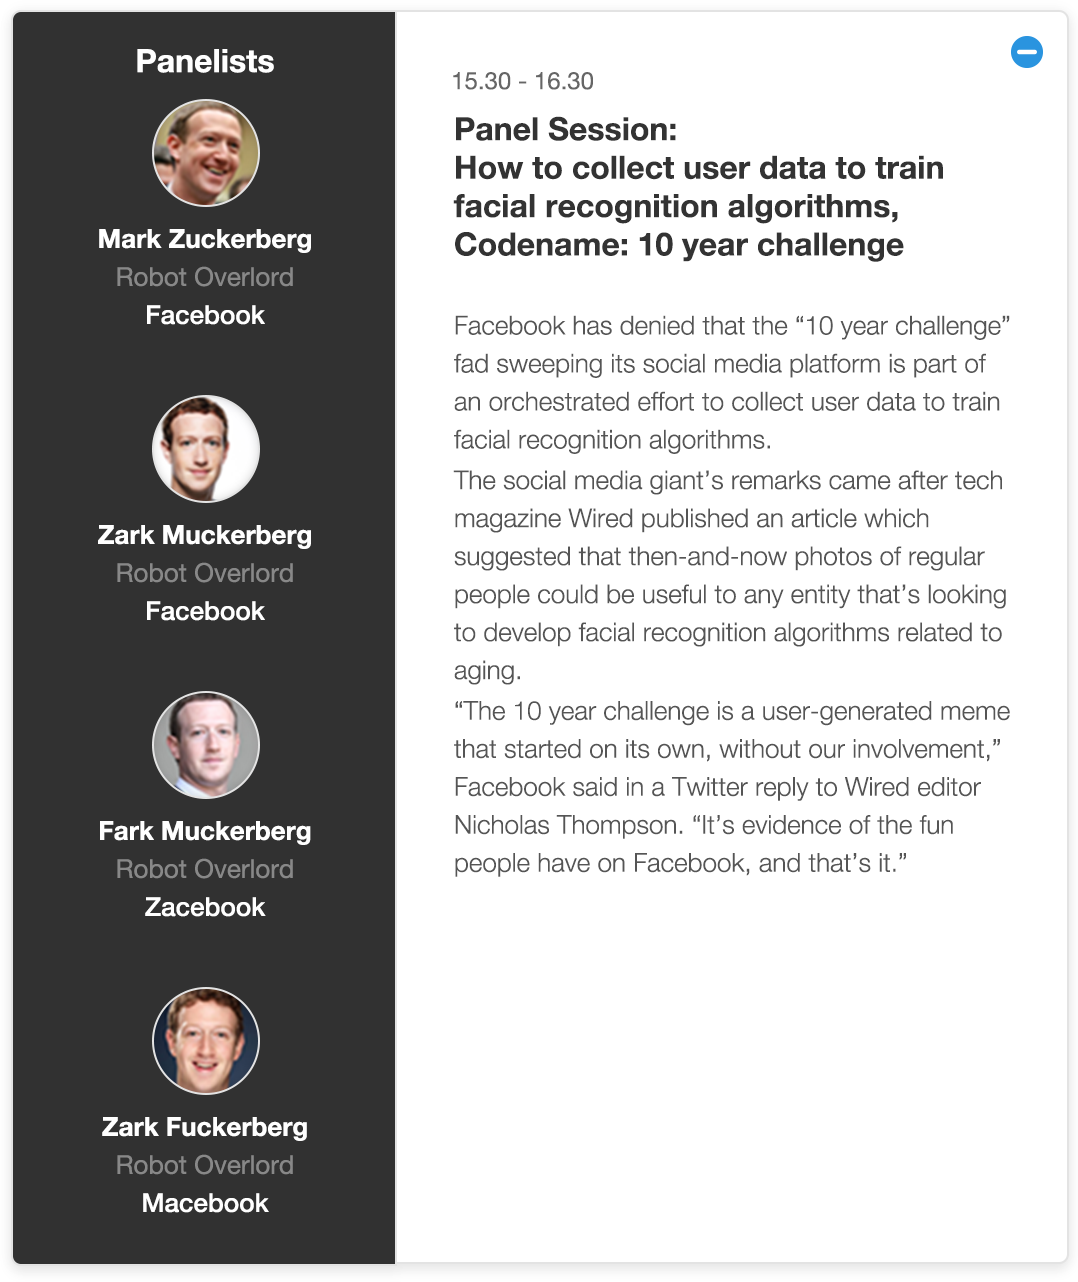 Panelists
Mark Zuckerberg
Robot Overlord
Facebook
Zark Muckerberg
Robot Overlord
Facebook
Fark Muckerberg
Robot Overlord
Zacebook
Zark Fuckerberg
Robot Overlord
Macebook
15.30 - 16.30
Panel Session:
How to collect user data to train
facial recognition algorithms,
Codename: 10 year challenge
Facebook has denied that the “10 year challenge”
fad sweeping its social media platform is part of
an orchestrated effort to collect user data to train
facial recognition algorithms.
The social media giant’s remarks came after tech
magazine Wired published an article which
suggested that then-and-now photos of regular
people could be useful to any entity that’s looking
to develop facial recognition algorithms related to
aging.
“The 10 year challenge is a user-generated meme
that started on its own, without our involvement,”
Facebook said in a Twitter reply to Wired editor
Nicholas Thompson. “It’s evidence of the fun
people have on Facebook, and that’s it.”